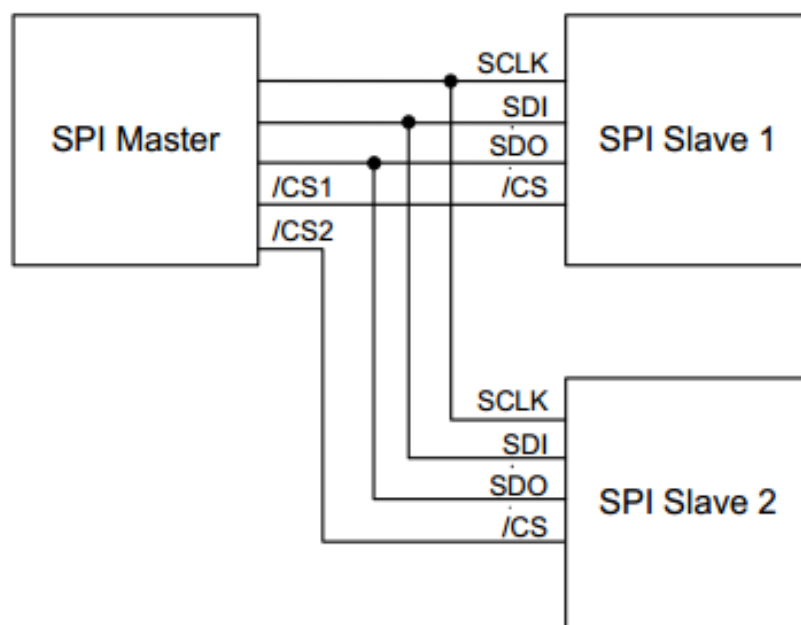 SPI Master
SCLK
SDI
SDO
/CS1
/CS
/CS2
SPI Slave 1
SCLK
SDI
SDO
/CS
SPI Slave 2